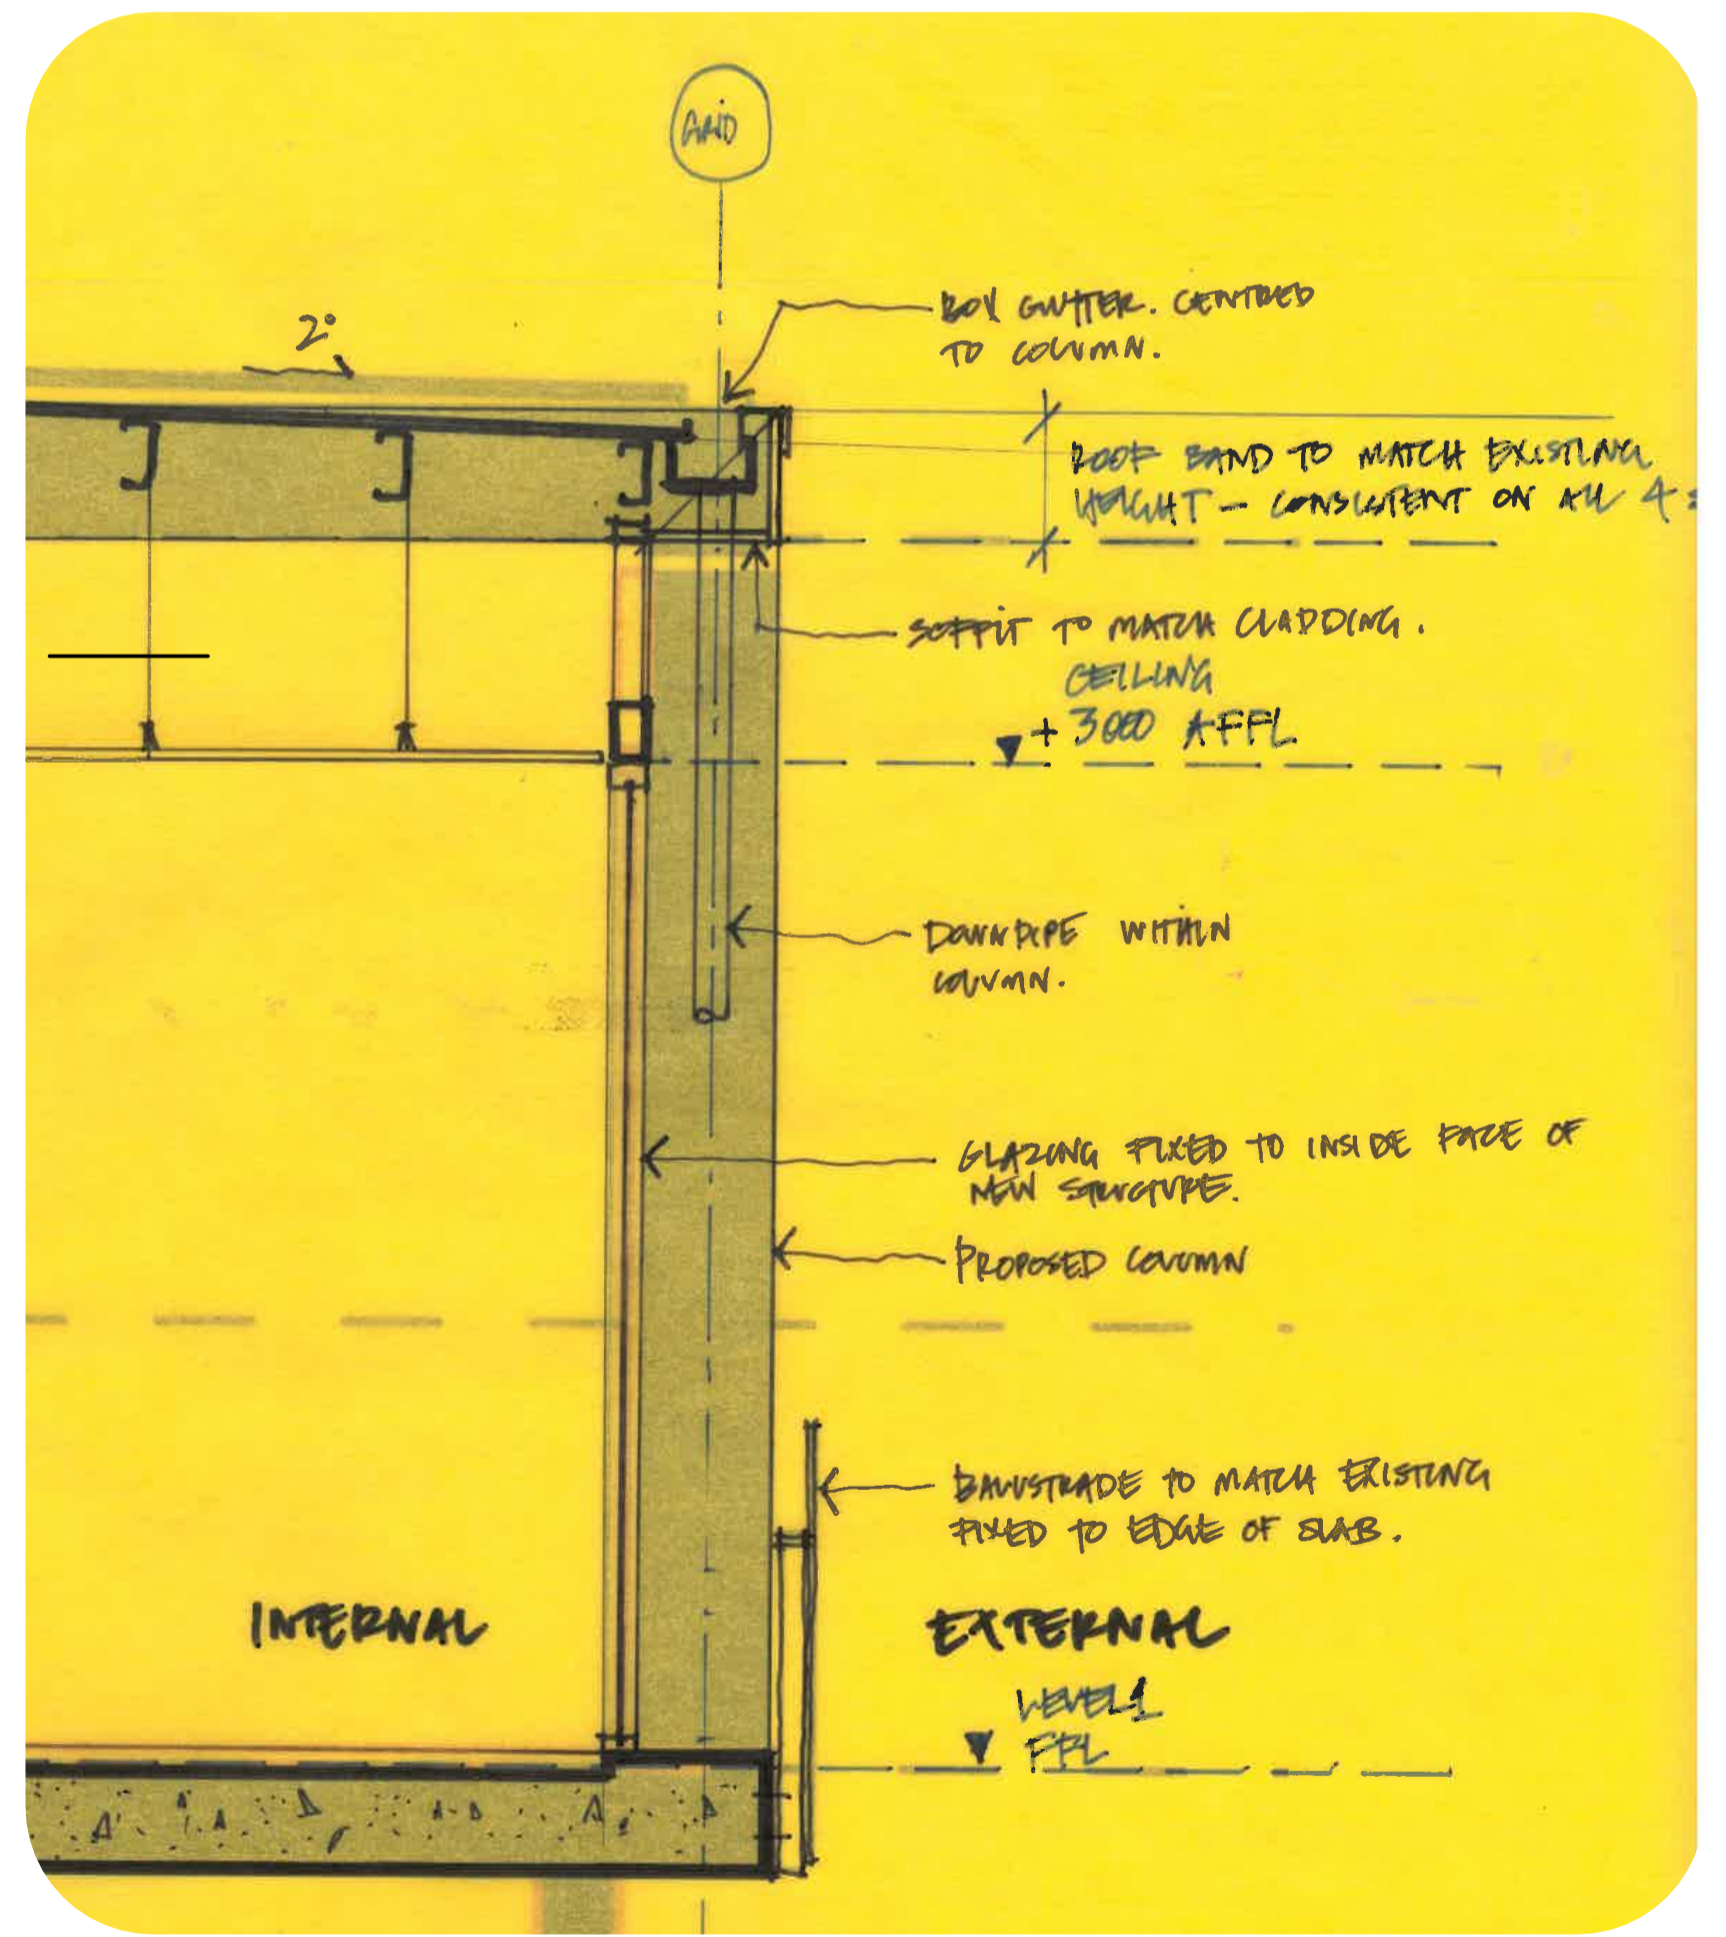 GRID
BOX GUTTER. CENTRED
TO COLUMN.
2°
ROOF BAND TO MATCH EXISTING
HEIGHT - CONSISTENT ON ALL 4
SOFFIT TO MATCH CLADDING.
CEILING
+ 3000 AFFL
DOWNPIPE WITHIN
COLUMN.
GLAZING FIXED TO INSIDE FACE OF
NEW STRUCTURE.
PROPOSED COLUMN
BALUSTRADE TO MATCH EXISTING
FIXED TO EDGE OF SLAB.
INTERNAL
EXTERNAL
LEVEL 1
FFL